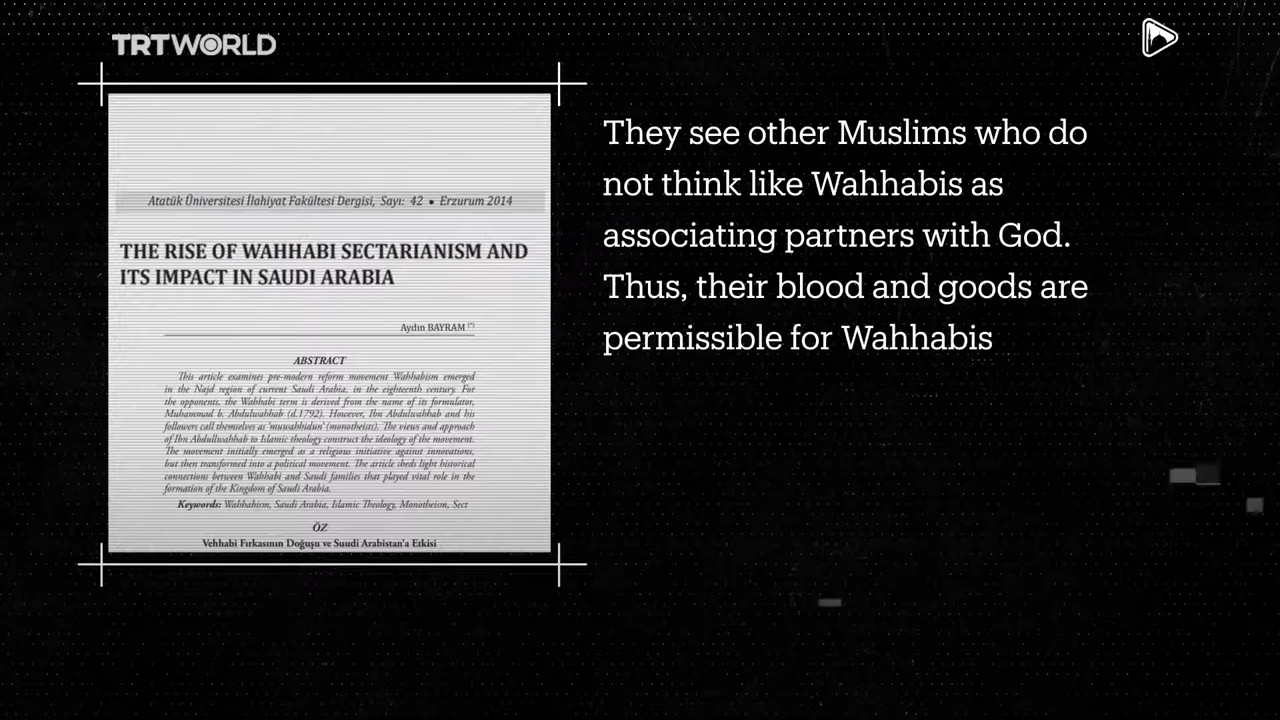 TRTWORLD
Atatük Üniversitesi İlahiyat Fakültesi Dergisi, Sayı: 42 • Erzurum 2014
THE RISE OF WAHHABI SECTARIANISM AND
ITS IMPACT IN SAUDI ARABIA
Aydın BAYRAM (*)
ABSTRACT
This article examines pre-modern reform movement Wahhabism emerged
in the Najd region of current Saudi Arabia, in the eighteenth century. For
the opponents, the Wahhabi term is derived from the name of its formulator,
Muhammad b. Abdulwahhab (d.1792). However, Ibn Abdulwahhab and his
followers call themselves as 'muwahhidun' (monotheists). The views and approach
of Ibn Abdullwahhab to Islamic theology construct the ideology of the movement.
The movement initially emerged as a religious initiative against innovations,
but then transformed into a political movement. The article sheds light historical
connections between Wahhabi and Saudi families that played vital role in the
formation of the Kingdom of Saudi Arabia.
Keywords: Wahhabism, Saudi Arabia, Islamic Theology, Monotheism, Sect
ÖZ
Vehhabi Fırkasının Doğuşu ve Suudi Arabistan'a Etkisi
They see other Muslims who do
not think like Wahhabis as
associating partners with God.
Thus, their blood and goods are
permissible for Wahhabis